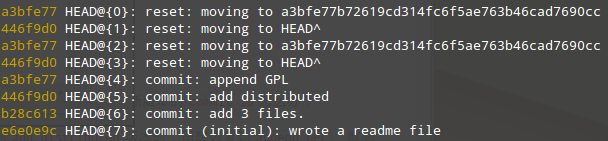 a3bfe77 HEAD@{0}: reset: moving to a3bfe77b72619cd314fc6f5ae763b46cad7690cc
446f9d0 HEAD@{1}: reset: moving to HEAD^
a3bfe77 HEAD@{2}: reset: moving to a3bfe77b72619cd314fc6f5ae763b46cad7690cc
446f9d0 HEAD@{3}: reset: moving to HEAD^
a3bfe77 HEAD@{4}: commit: append GPL
446f9d0 HEAD@{5}: commit: add distributed
b28c613 HEAD@{6}: commit: add 3 files.
e6e0e9c HEAD@{7}: commit (initial): wrote a readme file